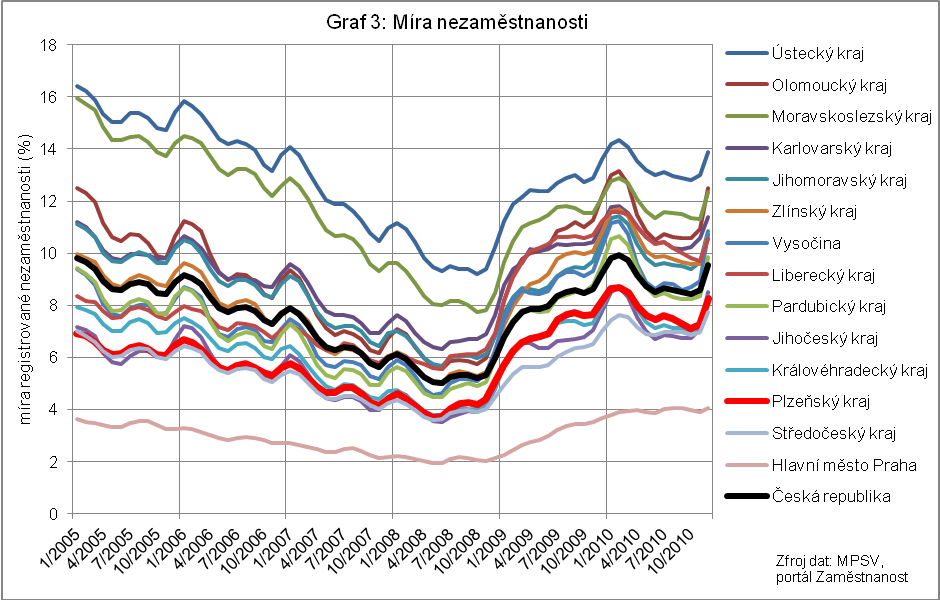 Graf 3: Míra nezaměstnanosti
míra registrované nezaměstnanosti (%)
18
16
14
12
10
8
6
4
2
0
1/2005
4/2005
7/2005
10/2005
1/2006
4/2006
7/2006
10/2006
1/2007
4/2007
7/2007
10/2007
1/2008
4/2008
7/2008
10/2008
1/2009
4/2009
7/2009
10/2009
1/2010
4/2010
7/2010
10/2010
Ústecký kraj
Olomoucký kraj
Moravskoslezský kraj
Karlovarský kraj
Jihomoravský kraj
Zlínský kraj
Vysočina
Liberecký kraj
Pardubický kraj
Jihočeský kraj
Královéhradecký kraj
Plzeňský kraj
Středočeský kraj
Hlavní město Praha
Česká republika
Zfroj dat: MPSV,
portál Zaměstnanost